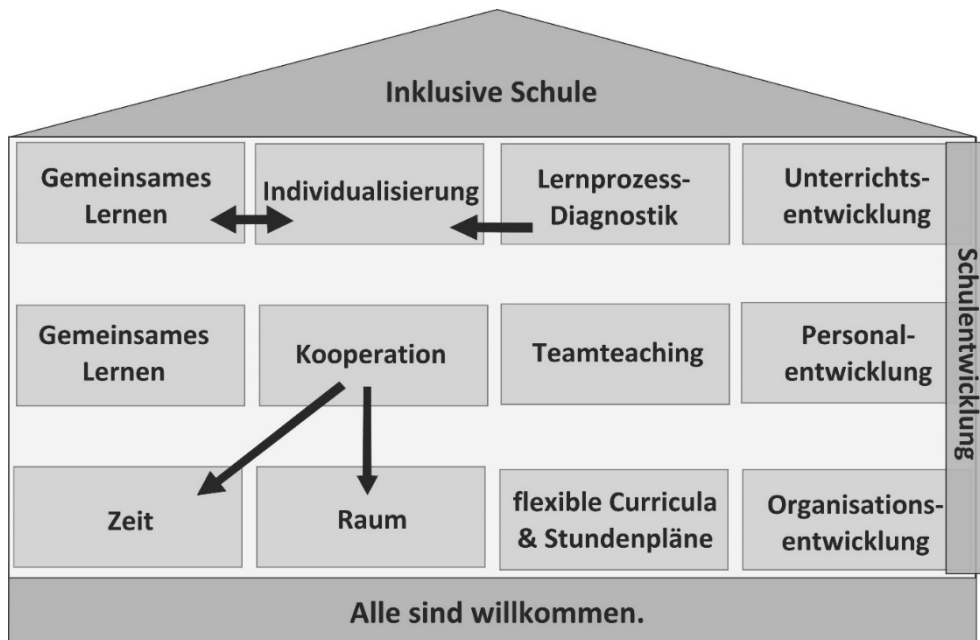 Inklusive Schule
Gemeinsames
Lernen
Individualisierung
Lernprozess-
Diagnostik
Unterrichts-
entwicklung
Gemeinsames
Lernen
Kooperation
Teamteaching
Personal-
entwicklung
Zeit
Raum
flexible Curricula
& Stundenpläne
Organisations-
entwicklung
Schulentwicklung
Alle sind willkommen.